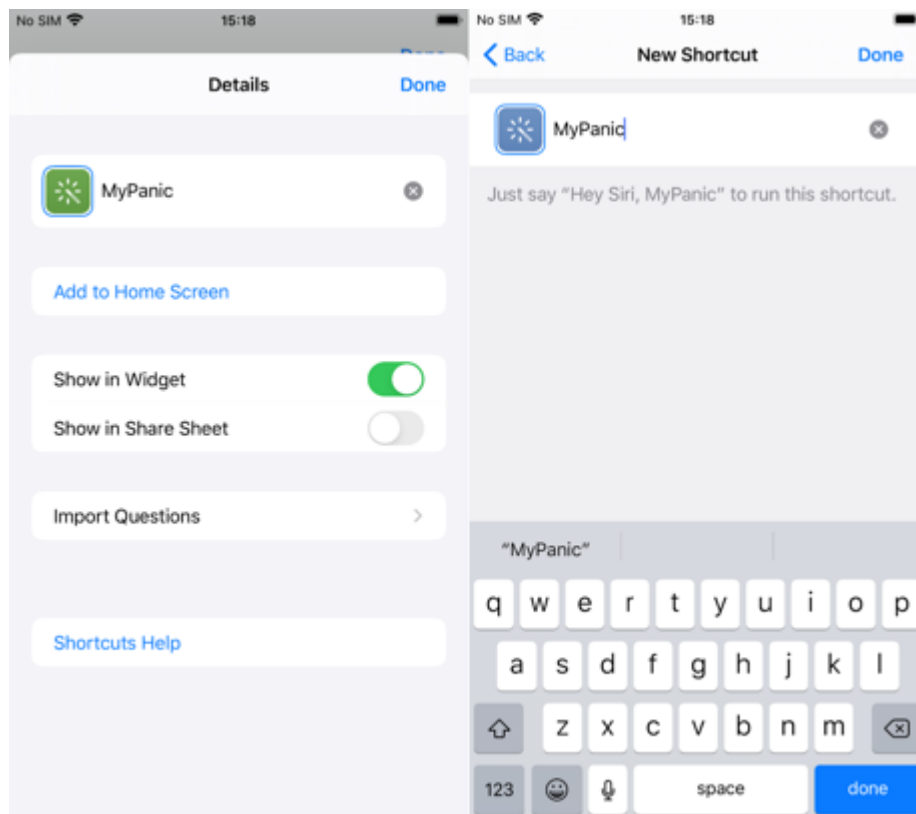 No SIM 15:18
Details Done
MyPanic
Add to Home Screen
Show in Widget
Show in Share Sheet
Import Questions
Shortcuts Help
No SIM 15:18
Back New Shortcut Done
MyPanic
Just say "Hey Siri, MyPanic" to run this shortcut.
"MyPanic"
q w e r t y u i o p
a s d f g h j k l
z x c v b n m
123 space done